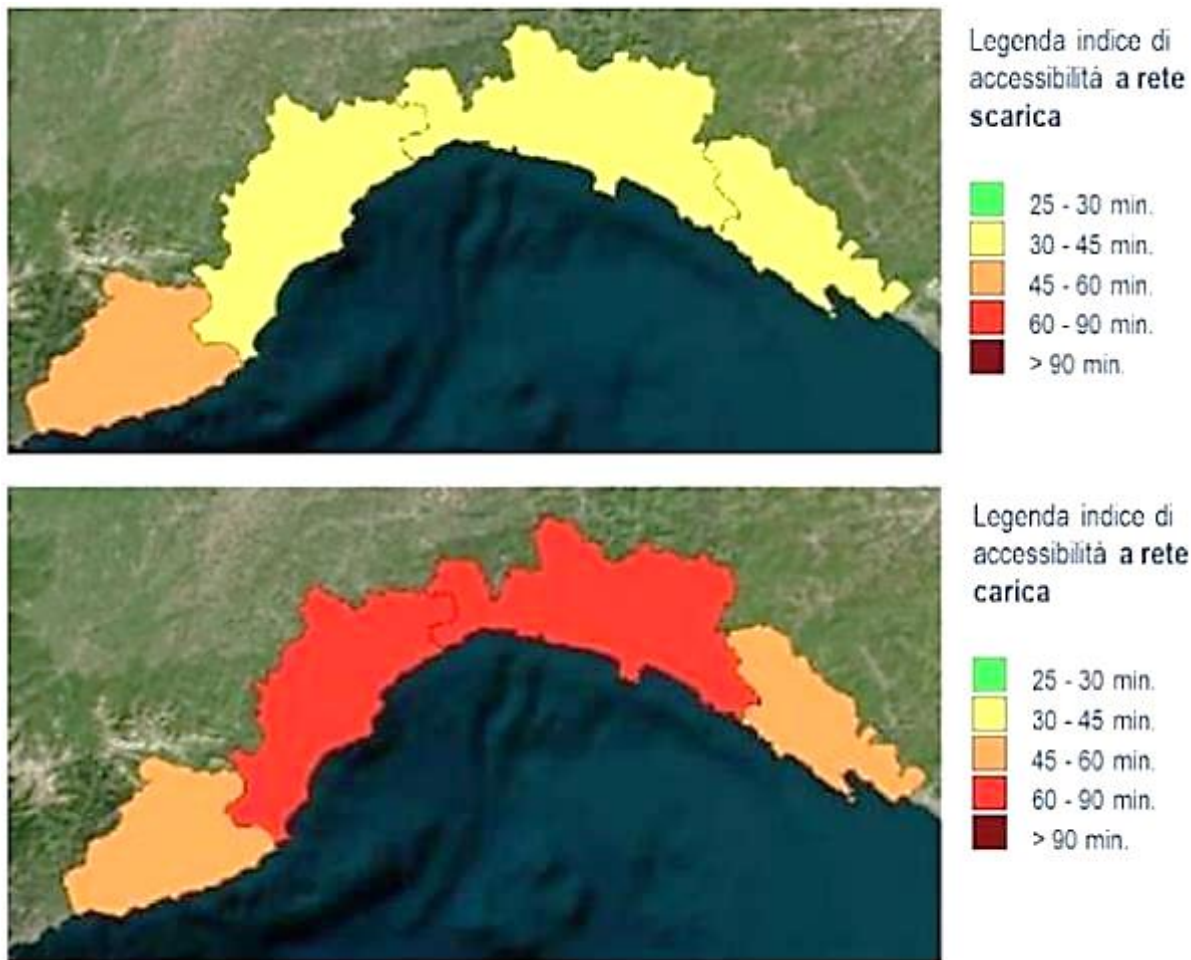 Legenda indice di
accessibilità a rete
scarica
25 - 30 min.
30 - 45 min.
45 - 60 min.
60 - 90 min.
> 90 min.
Legenda indice di
accessibilità a rete
carica
25 - 30 min.
30 - 45 min.
45 - 60 min.
60 - 90 min.
> 90 min.